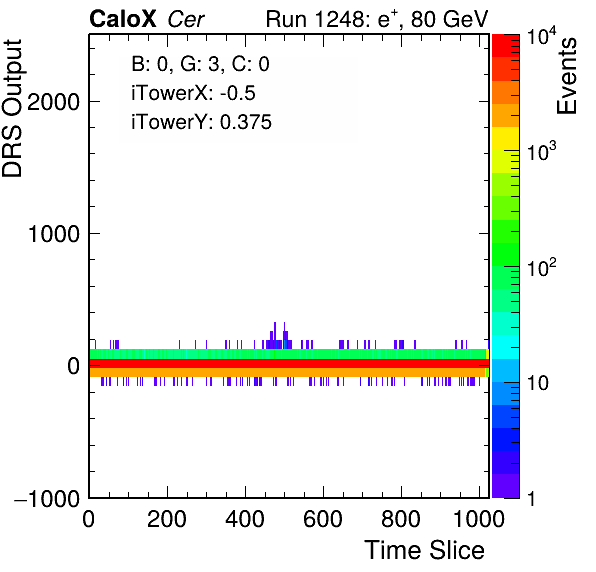 CaloX Cer Run 1248: e+, 80 GeV
B: 0, G: 3, C: 0
iTowerX: -0.5
iTowerY: 0.375
DRS Output
2000
1000
0
−1000
0 200 400 600 800 1000
Time Slice
Events
10^4
10^3
10^2
10
1